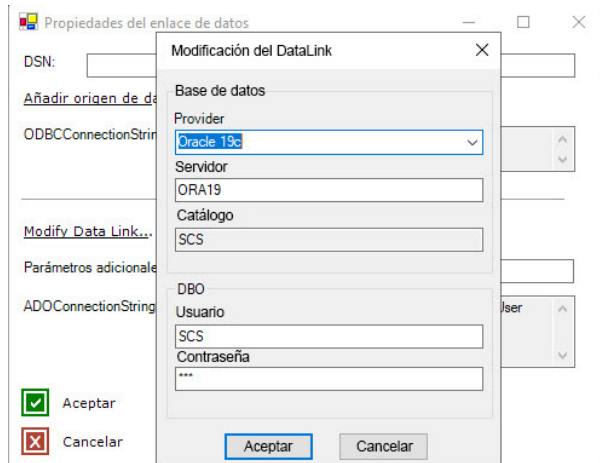 Propiedades del enlace de datos
Modificación del DataLink
DSN:
Base de datos
Añadir origen de
Provider
ODBCConnectionStrin
Oracle 19c
Servidor
ORA19
Catálogo
Modify Data Link...
SCS
Parámetros adicionale
DBO
ADOConnectionString
User
Usuario
SCS
Contraseña
***
Aceptar
Cancelar
Aceptar
Cancelar